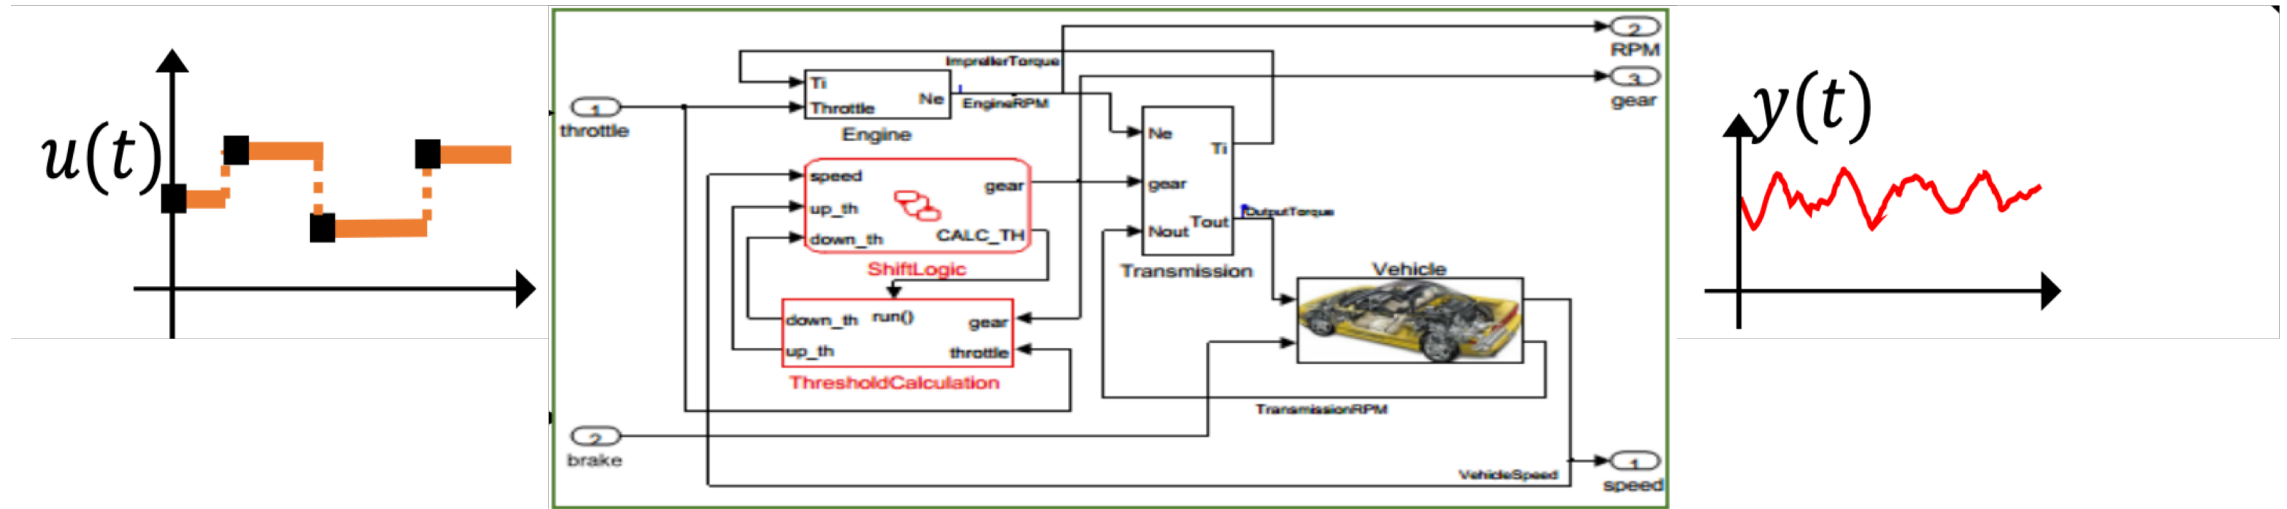 u(t)
1
throttle
2
brake
Ti
Throttle
Ne
Engine
ImprellerTorque
EngineRPM
speed
up_th
down_th
gear
CALC_TH
ShiftLogic
down_th
up_th
run()
gear
throttle
ThresholdCalculation
Ne
gear
Nout
Ti
Tout
Transmission
OutputTorque
Vehicle
TransmissionRPM
VehicleSpeed
2
RPM
3
gear
1
speed
y(t)